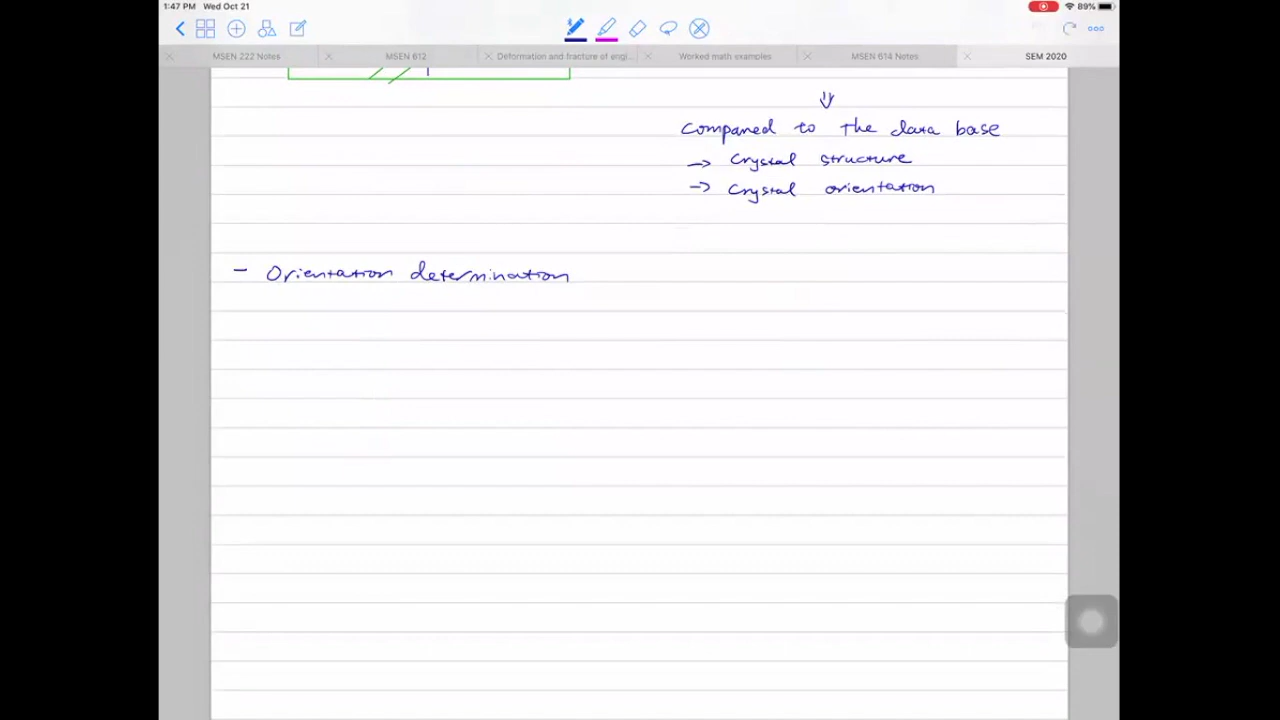 1:47 PM Wed Oct 21
89%
MSEN 222 Notes
MSEN 612
Deformation and fracture of engi...
Worked math examples
MSEN 614 Notes
SEM 2020
⇓
Compared to the data base
→ Crystal structure
→ Crystal orientation
- Orientation determination